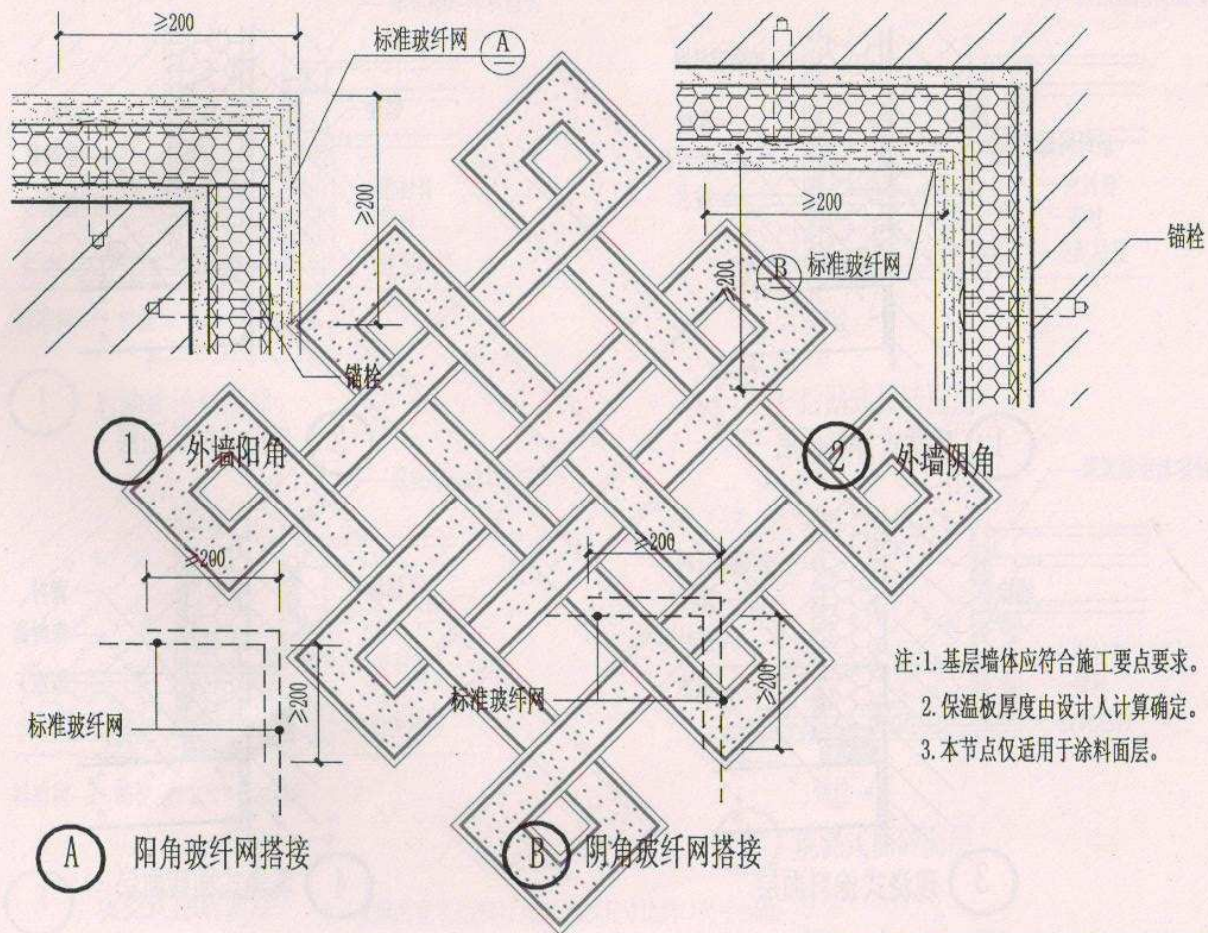 ≥200
标准玻纤网 A
≥200
锚栓
1 外墙阳角
≥200
≥200
B 标准玻纤网
锚栓
2 外墙阴角
≥200
≥200
标准玻纤网
A 阳角玻纤网搭接
≥200
≥200
标准玻纤网
B 阴角玻纤网搭接
注:1.基层墙体应符合施工要点要求。
2.保温板厚度由设计人计算确定。
3.本节点仅适用于涂料面层。